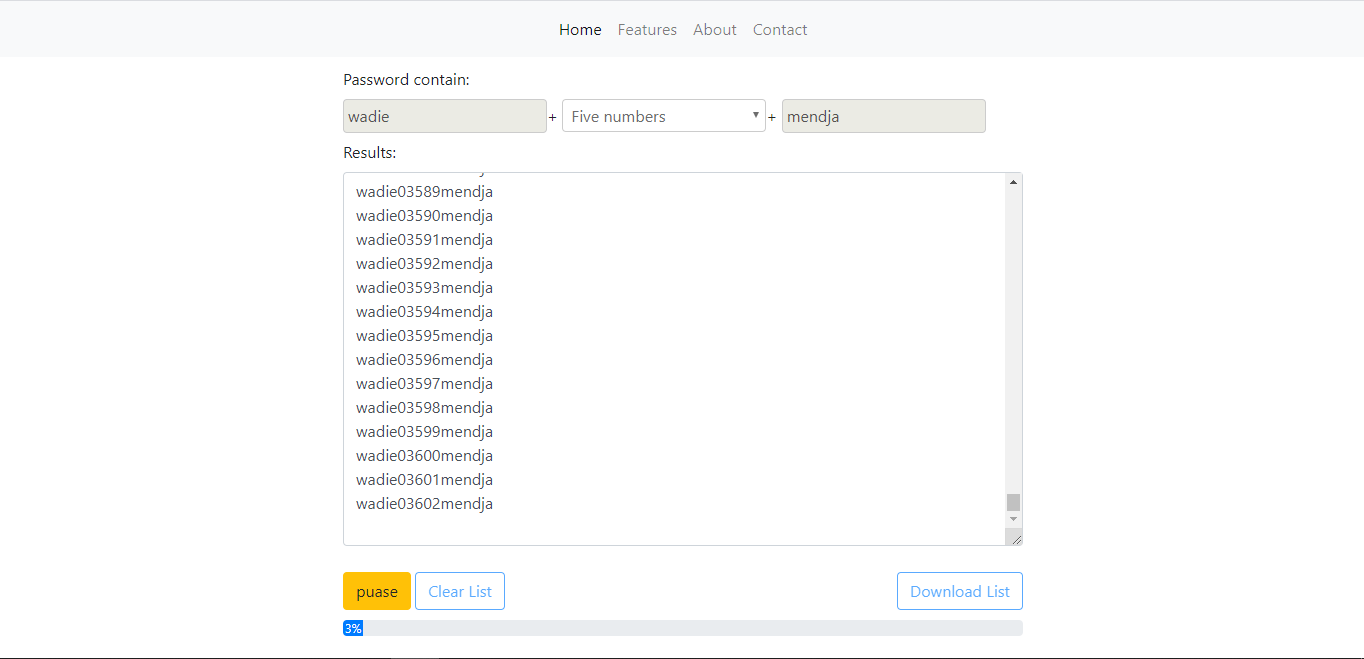 Home Features About Contact
Password contain:
wadie + Five numbers + mendja
Results:
wadie03589mendja
wadie03590mendja
wadie03591mendja
wadie03592mendja
wadie03593mendja
wadie03594mendja
wadie03595mendja
wadie03596mendja
wadie03597mendja
wadie03598mendja
wadie03599mendja
wadie03600mendja
wadie03601mendja
wadie03602mendja
puase Clear List Download List
3%